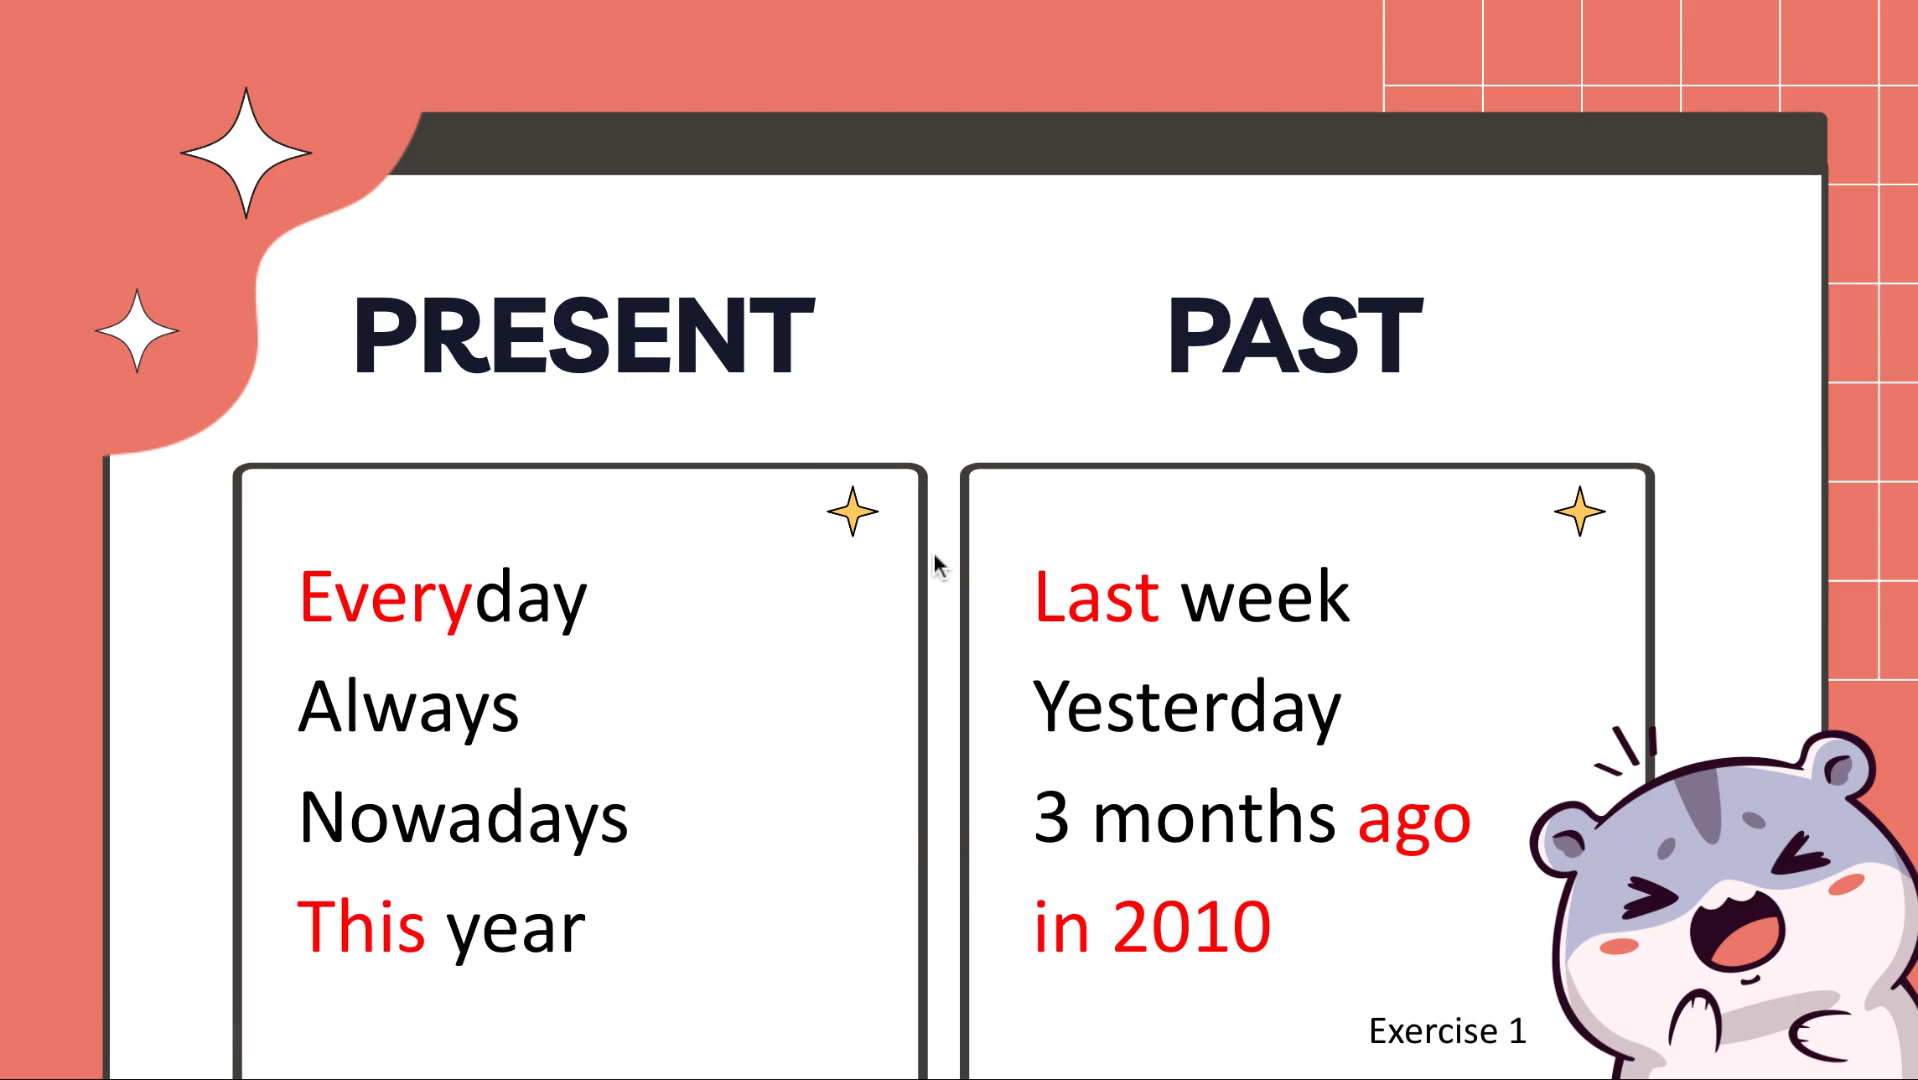 PRESENT
PAST
Everyday
Always
Nowadays
This year
Last week
Yesterday
3 months ago
in 2010
Exercise 1